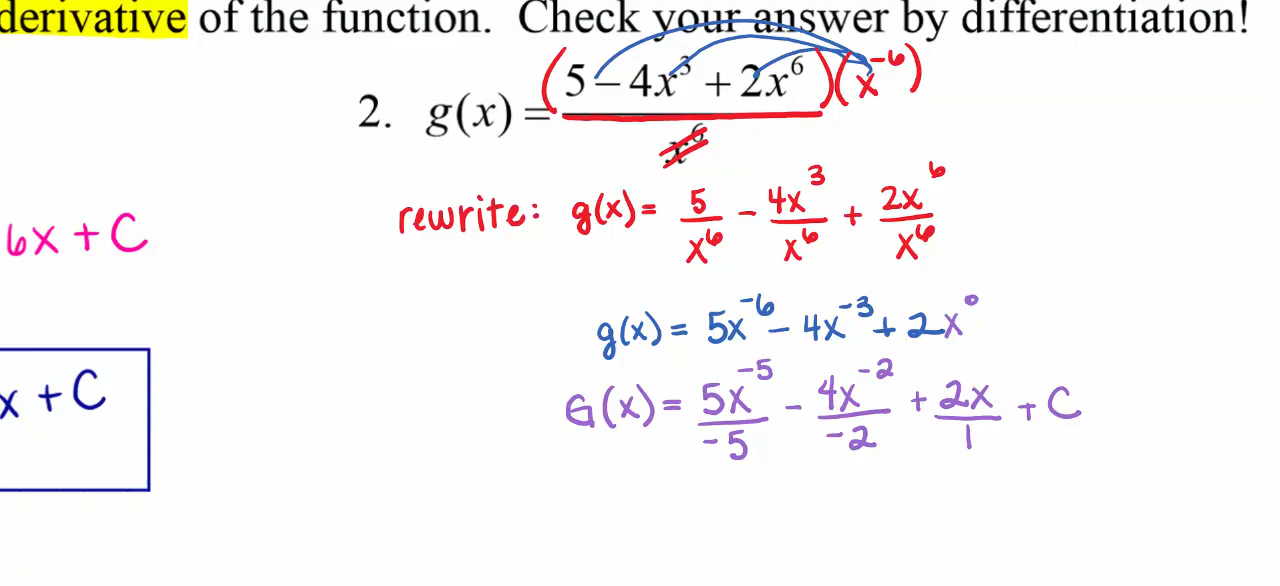 derivative of the function. Check your answer by differentiation!
2. g(x) = (5 − 4x³ + 2x⁶)/x⁶ (x⁻⁶)
rewrite: g(x) = 5/x⁶ − 4x³/x⁶ + 2x⁶/x⁶
6x + C
g(x) = 5x⁻⁶ − 4x⁻³ + 2x⁰
x + C
G(x) = 5x⁻⁵/−5 − 4x⁻²/−2 + 2x/1 + C